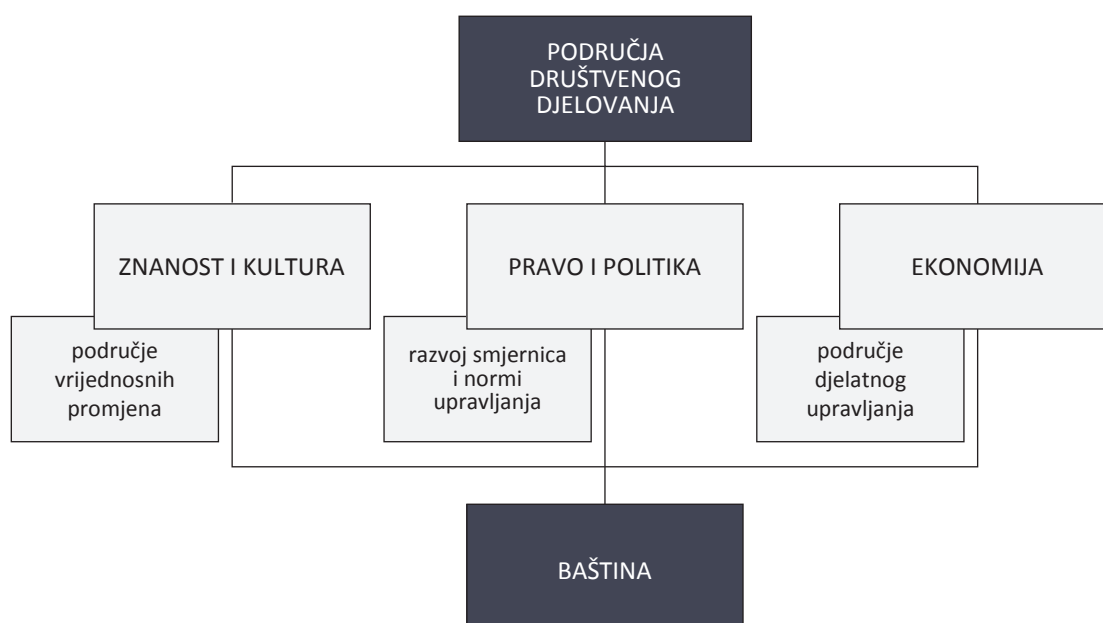 PODRUČJA
DRUŠTVENOG
DJELOVANJA
ZNANOST I KULTURA
područje
vrijednosnih
promjena
PRAVO I POLITIKA
razvoj smjernica
i normi
upravljanja
EKONOMIJA
područje
djelatnog
upravljanja
BAŠTINA